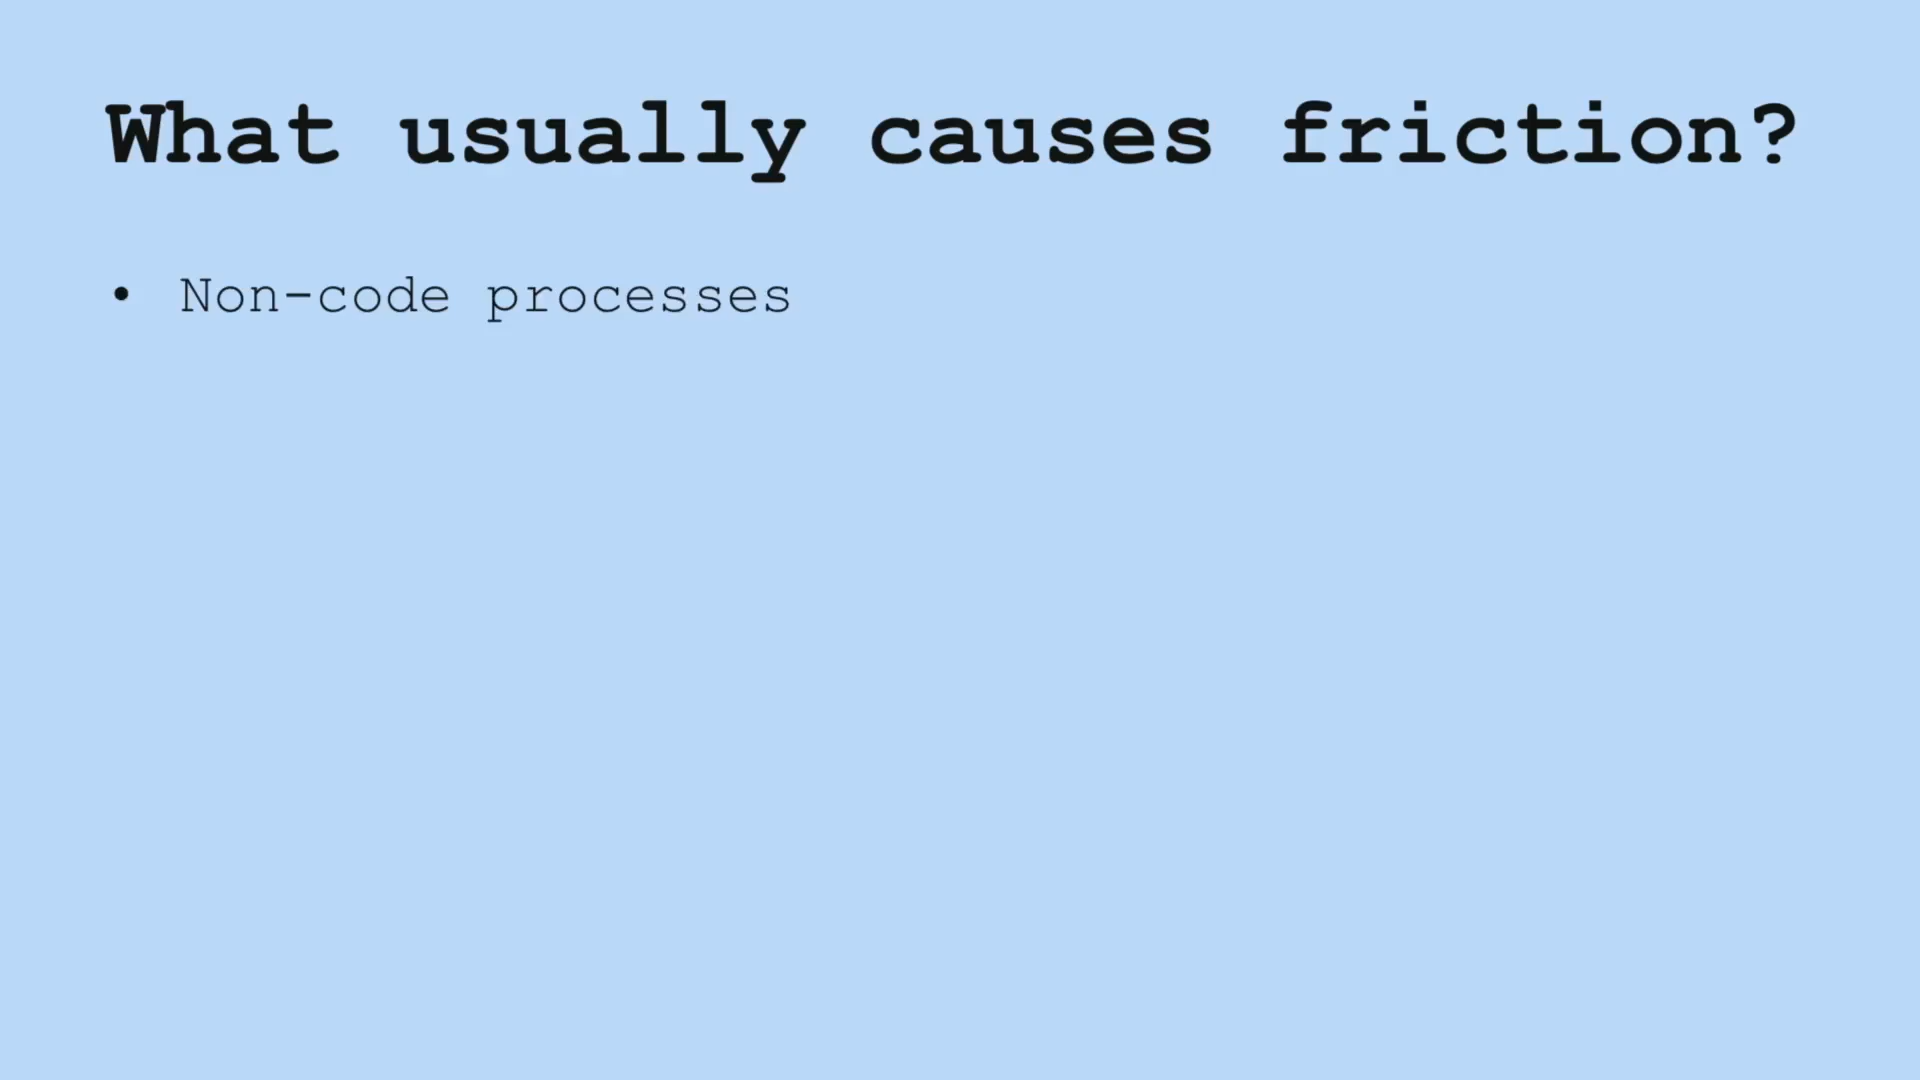 What usually causes friction?
• Non-code processes